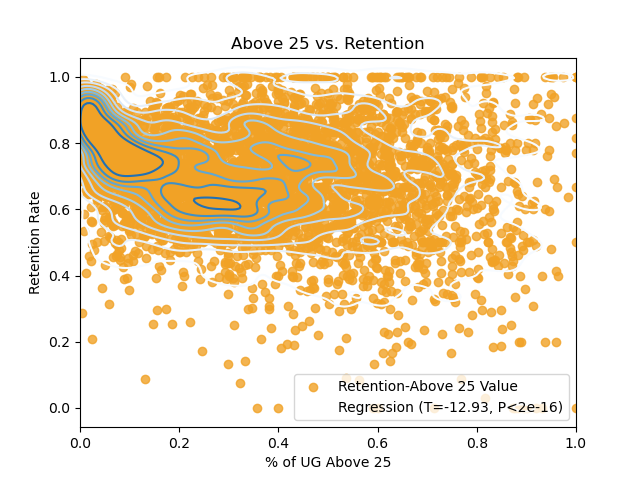 Above 25 vs. Retention
Retention Rate
1.0
0.8
0.6
0.4
0.2
0.0
Retention-Above 25 Value
Regression (T=-12.93, P<2e-16)
0.0 0.2 0.4 0.6 0.8 1.0
% of UG Above 25